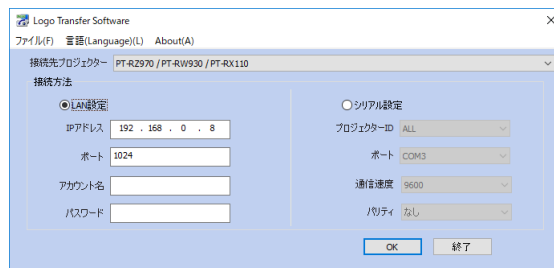 Logo Transfer Software
ファイル(F) 言語(Language)(L) About(A)
接続先プロジェクター PT-RZ970 / PT-RW930 / PT-RX110
接続方法
LAN設定
IPアドレス 192 . 168 . 0 . 8
ポート 1024
アカウント名
パスワード
シリアル設定
プロジェクターID ALL
ポート COM3
通信速度 9600
パリティ なし
OK 終了